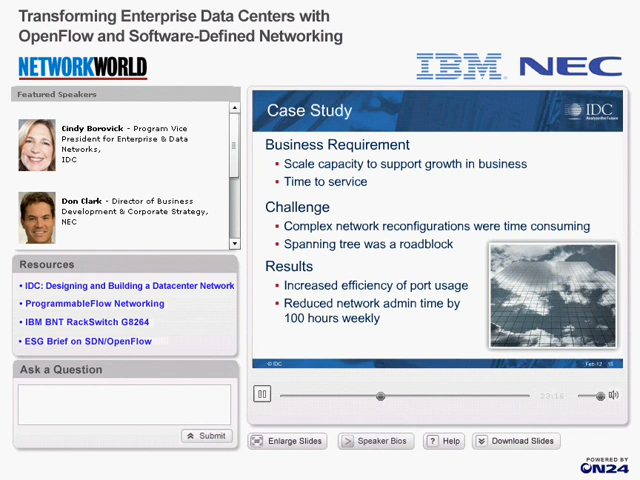 Transforming Enterprise Data Centers with
OpenFlow and Software-Defined Networking
NETWORKWORLD
IBM
NEC
Featured Speakers
Cindy Borovick - Program Vice
President for Enterprise & Data
Networks,
IDC
Don Clark - Director of Business
Development & Corporate Strategy,
NEC
Resources
• IDC: Designing and Building a Datacenter Network
• ProgrammableFlow Networking
• IBM BNT RackSwitch G8264
• ESG Brief on SDN/OpenFlow
Ask a Question
Submit
Case Study
IDC
Analyze the Future
Business Requirement
▪ Scale capacity to support growth in business
▪ Time to service
Challenge
▪ Complex network reconfigurations were time consuming
▪ Spanning tree was a roadblock
Results
▪ Increased efficiency of port usage
▪ Reduced network admin time by
100 hours weekly
© IDC
Feb-12
Enlarge Slides
Speaker Bios
? Help
Download Slides
POWERED BY
ON24